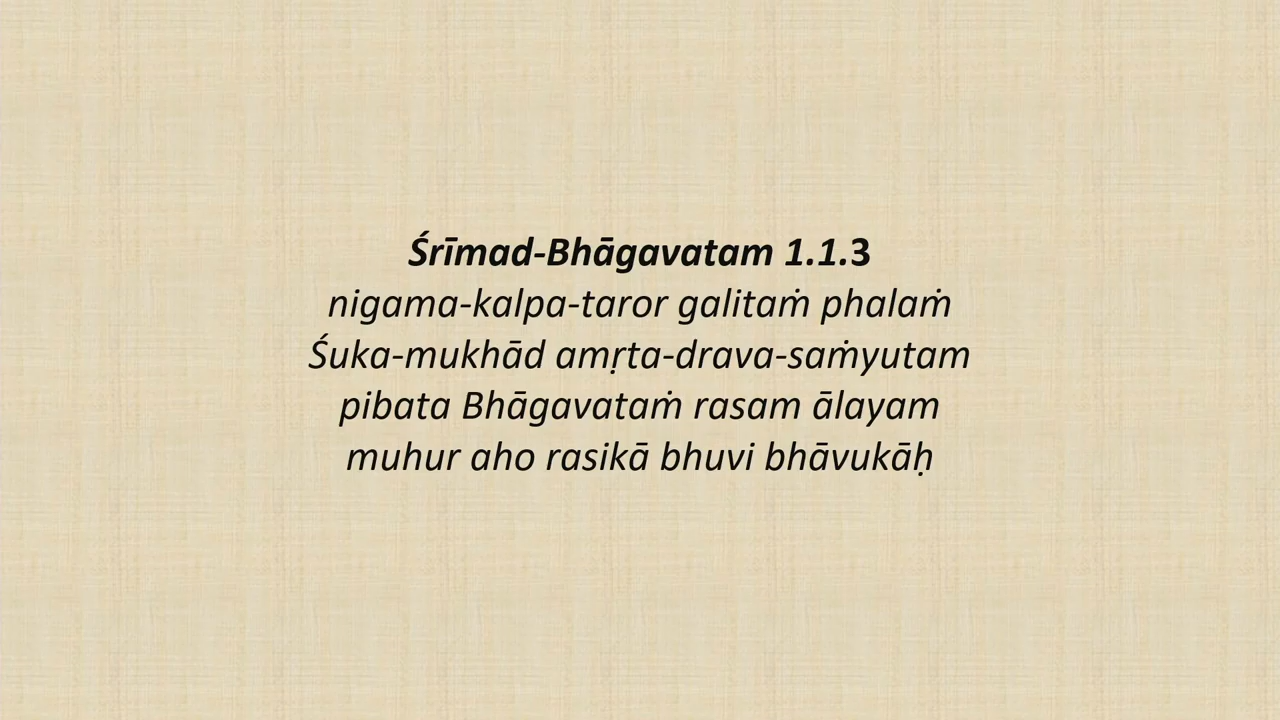 Śrīmad-Bhāgavatam 1.1.3
nigama-kalpa-taror galitaṁ phalaṁ
Śuka-mukhād amṛta-drava-saṁyutam
pibata Bhāgavataṁ rasam ālayam
muhur aho rasikā bhuvi bhāvukāḥ